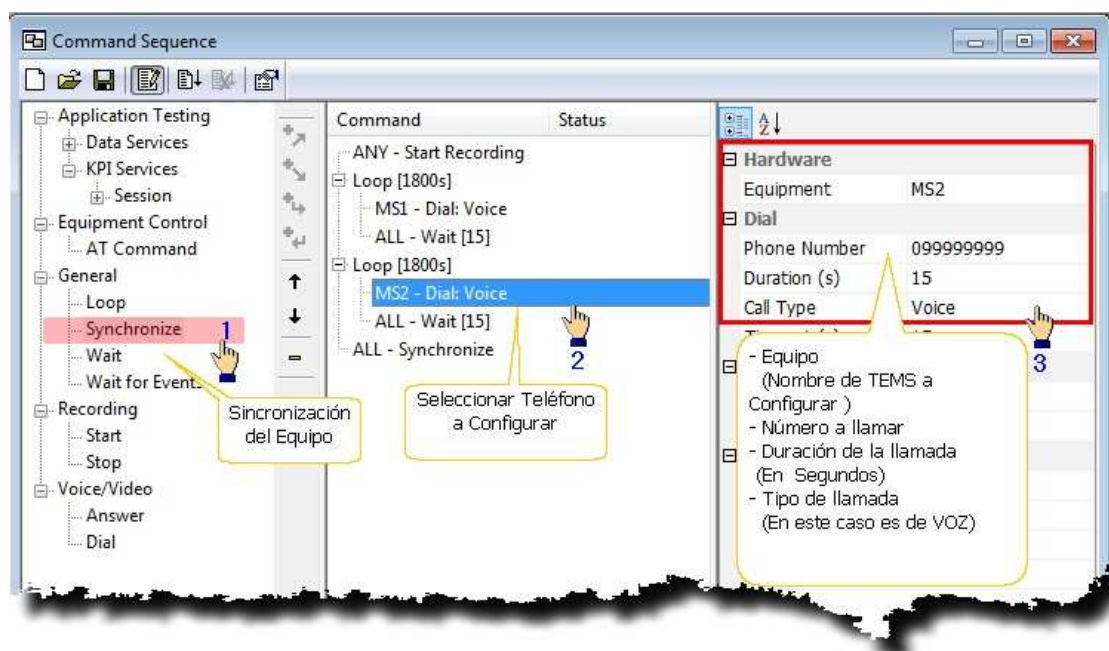 Command Sequence
Application Testing
Data Services
KPI Services
Session
Equipment Control
AT Command
General
Loop
Synchronize
Wait
Wait for Events
Recording
Start
Stop
Voice/Video
Answer
Dial
1
Sincronización
del Equipo
Command Status
ANY - Start Recording
Loop [1800s]
MS1 - Dial: Voice
ALL - Wait [15]
Loop [1800s]
MS2 - Dial: Voice
ALL - Wait [15]
ALL - Synchronize
2
Seleccionar Teléfono
a Configurar
A
Z
Hardware
Equipment MS2
Dial
Phone Number 099999999
Duration (s) 15
Call Type Voice
3
- Equipo
(Nombre de TEMS a
Configurar )
- Número a llamar
- Duración de la llamada
(En Segundos)
- Tipo de llamada
(En este caso es de VOZ)